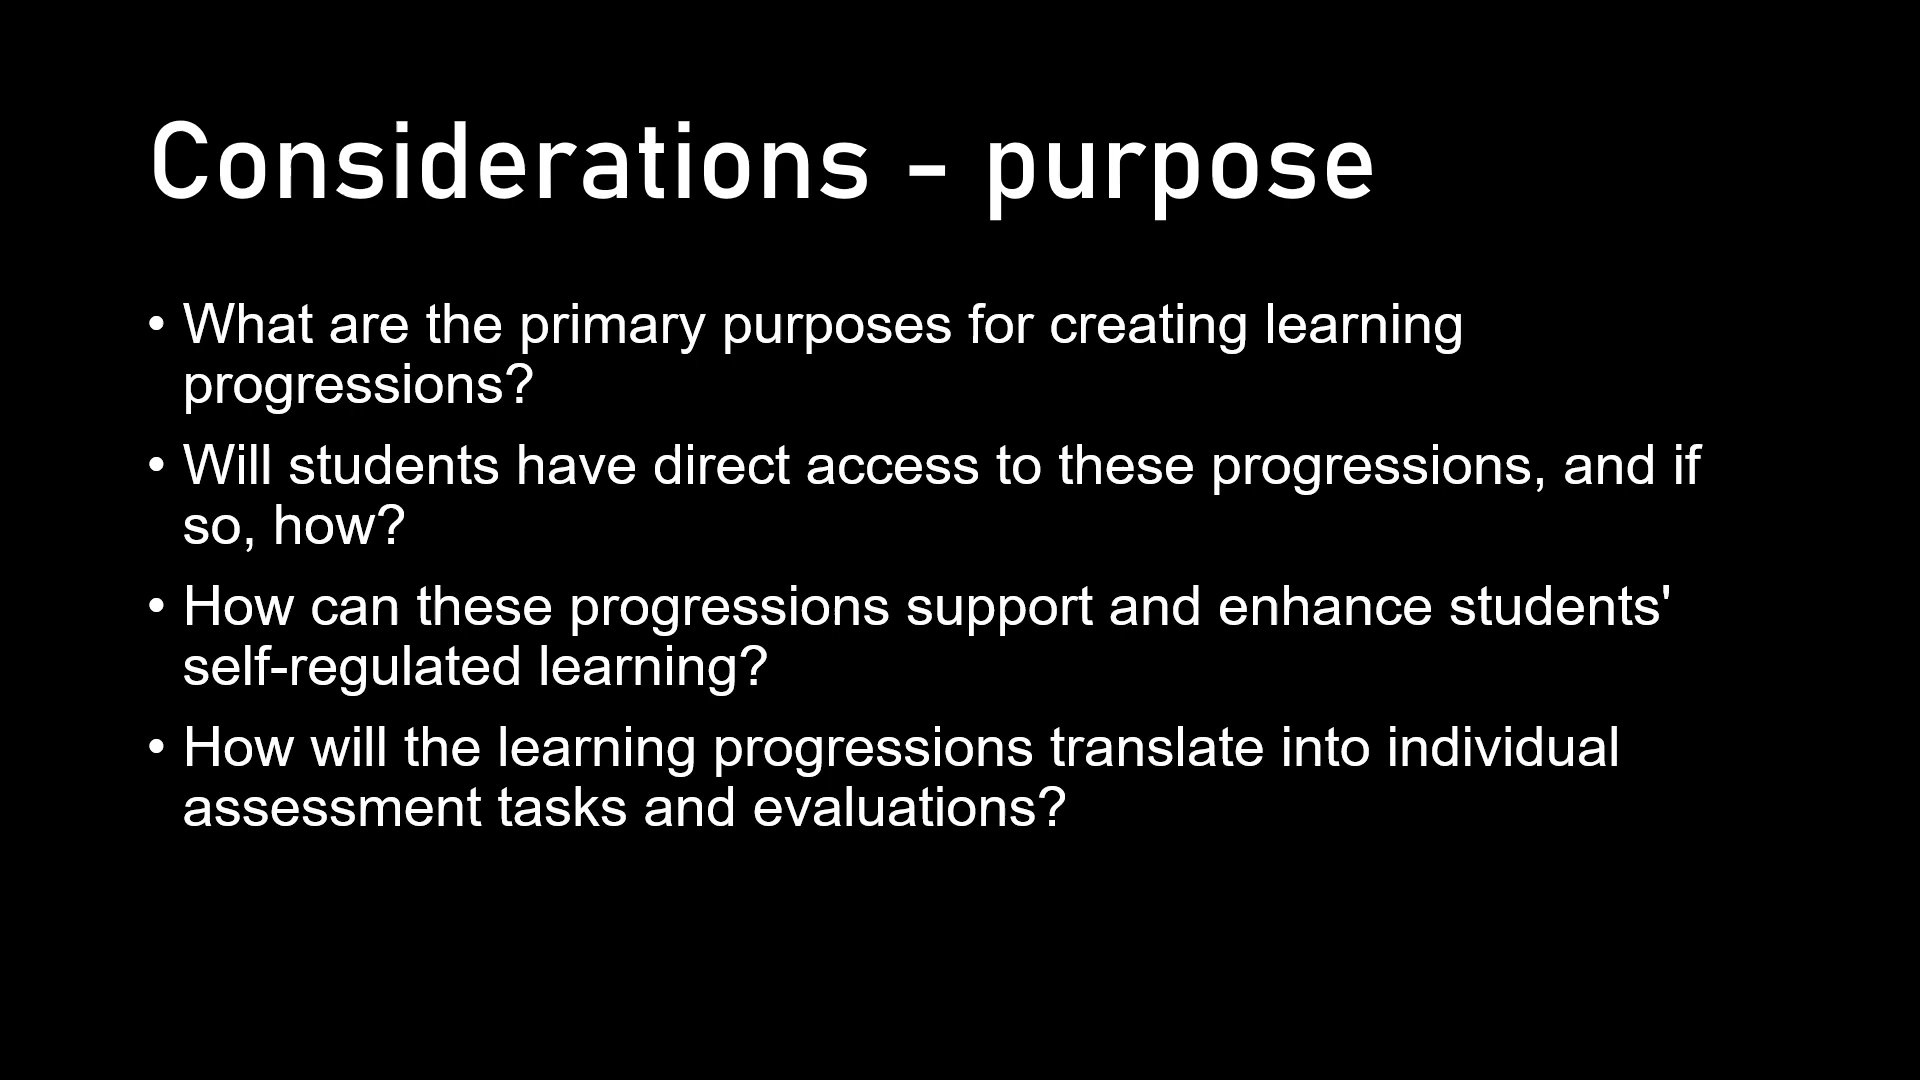 Considerations - purpose
• What are the primary purposes for creating learning
progressions?
• Will students have direct access to these progressions, and if
so, how?
• How can these progressions support and enhance students'
self-regulated learning?
• How will the learning progressions translate into individual
assessment tasks and evaluations?